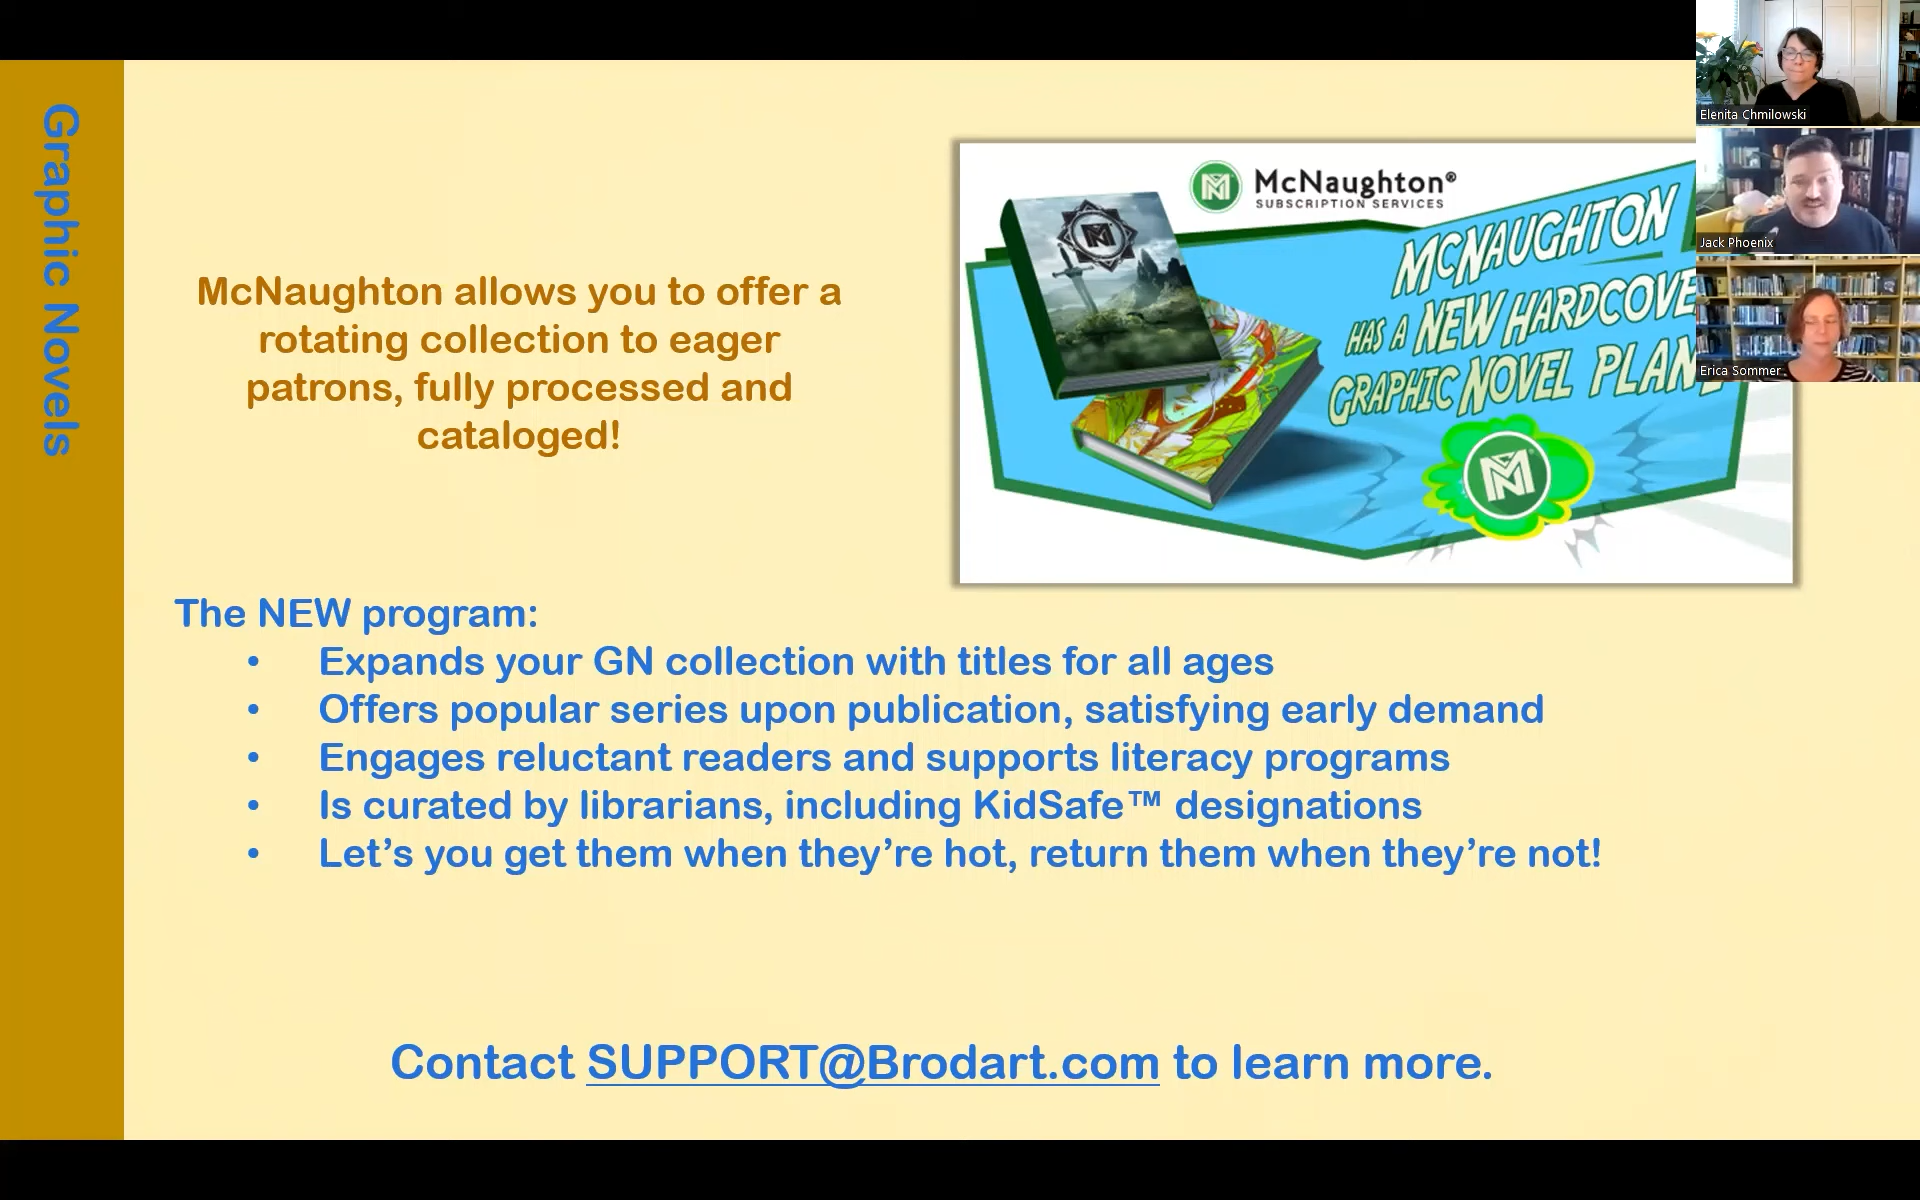 Graphic Novels
McNaughton allows you to offer a
rotating collection to eager
patrons, fully processed and
cataloged!
McNaughton®
SUBSCRIPTION SERVICES
MCNAUGHTON
HAS A NEW HARDCOVE
GRAPHIC NOVEL PLAN
Elenita Chmilowski
Jack Phoenix
Erica Sommer
The NEW program:
• Expands your GN collection with titles for all ages
• Offers popular series upon publication, satisfying early demand
• Engages reluctant readers and supports literacy programs
• Is curated by librarians, including KidSafe™ designations
• Let's you get them when they're hot, return them when they're not!
Contact SUPPORT@Brodart.com to learn more.